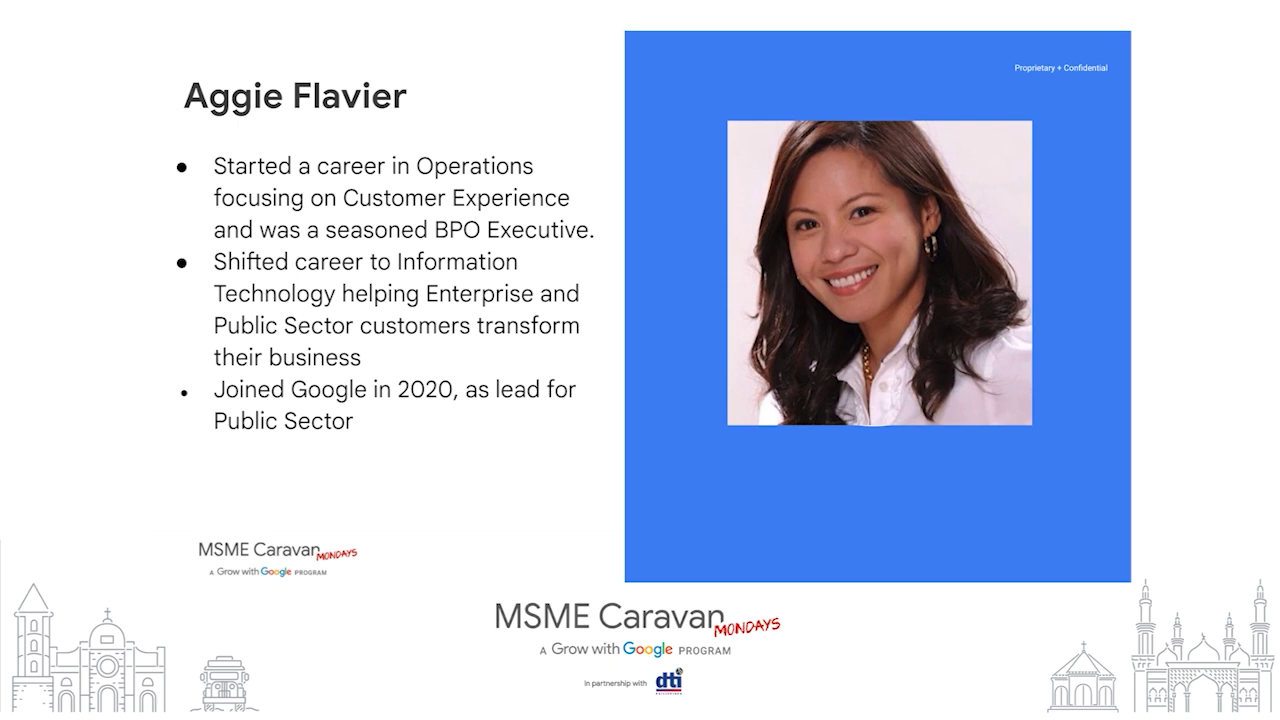 Aggie Flavier
Proprietary + Confidential
● Started a career in Operations
focusing on Customer Experience
and was a seasoned BPO Executive.
● Shifted career to Information
Technology helping Enterprise and
Public Sector customers transform
their business
● Joined Google in 2020, as lead for
Public Sector
MSME Caravan MONDAYS
A Grow with Google PROGRAM
MSME Caravan MONDAYS
A Grow with Google PROGRAM
In partnership with dti
PHILIPPINES